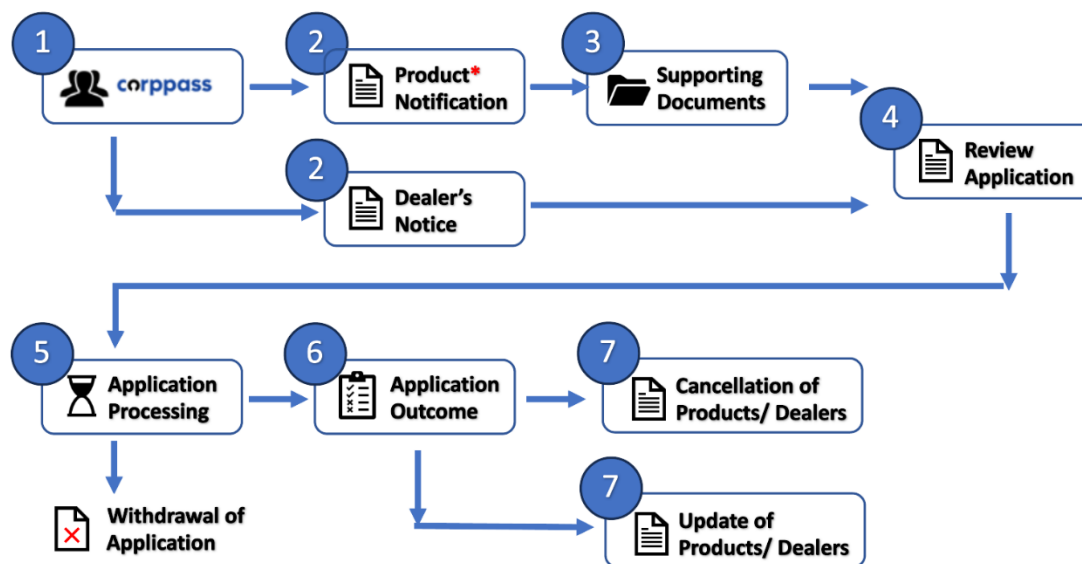 1
corppass
2
Product*
Notification
3
Supporting
Documents
4
Review
Application
2
Dealer's
Notice
5
Application
Processing
6
Application
Outcome
7
Cancellation of
Products/ Dealers
Withdrawal of
Application
7
Update of
Products/ Dealers